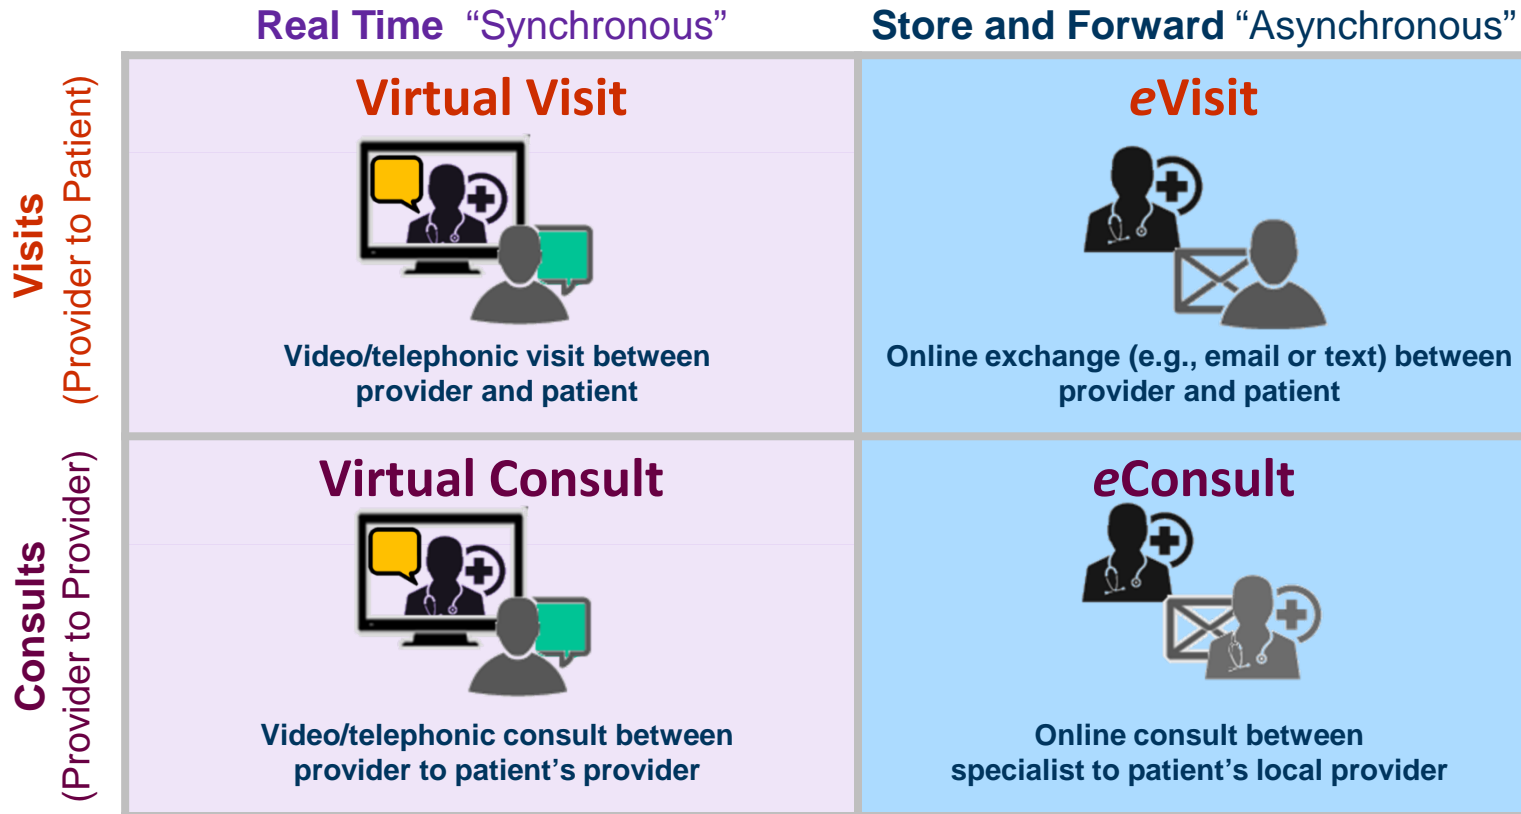 Real Time “Synchronous”
Store and Forward “Asynchronous”
Visits
(Provider to Patient)
Virtual Visit
Video/telephonic visit between
provider and patient
eVisit
Online exchange (e.g., email or text) between
provider and patient
Consults
(Provider to Provider)
Virtual Consult
Video/telephonic consult between
provider to patient’s provider
eConsult
Online consult between
specialist to patient’s local provider